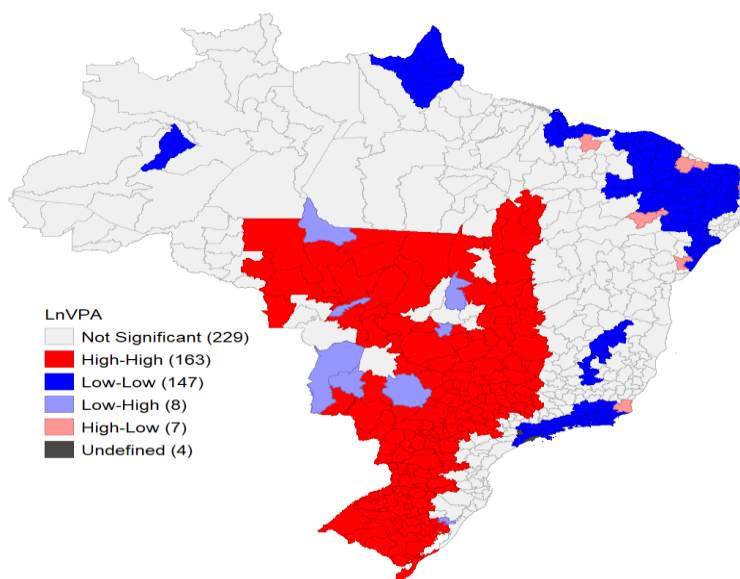 LnVPA
Not Significant (229)
High-High (163)
Low-Low (147)
Low-High (8)
High-Low (7)
Undefined (4)